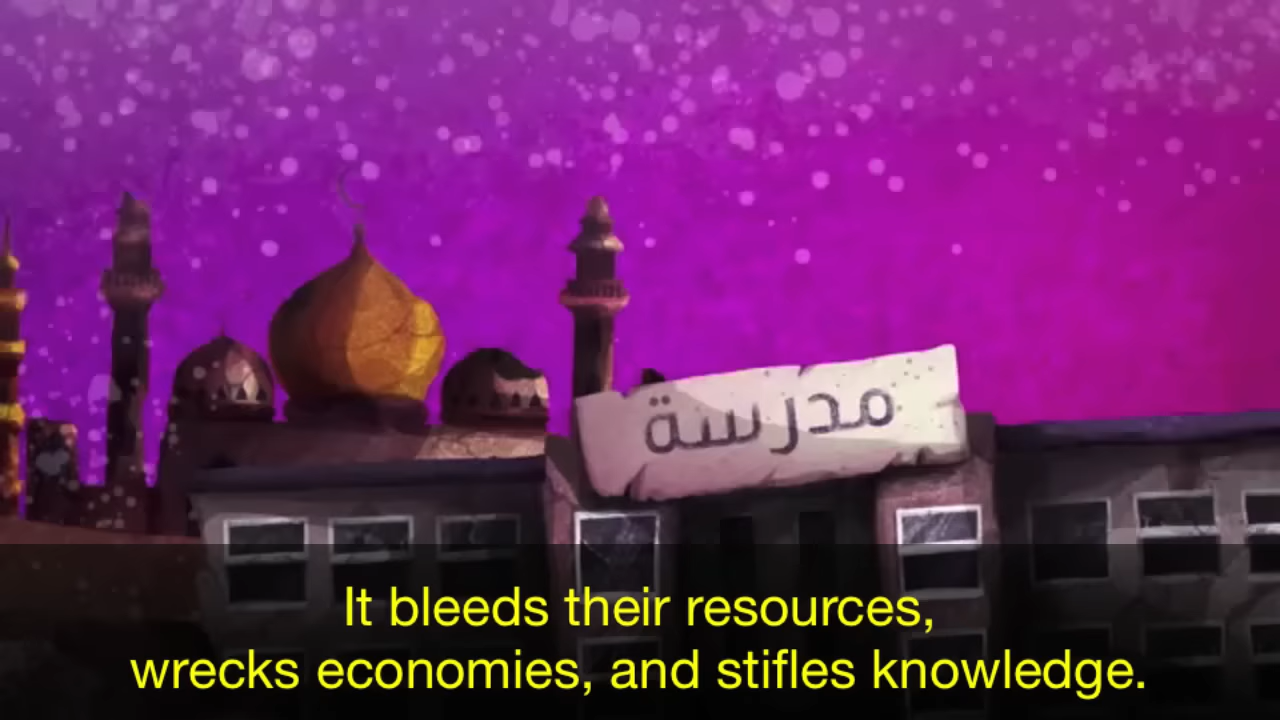 مدرسة
It bleeds their resources,
wrecks economies, and stifles knowledge.